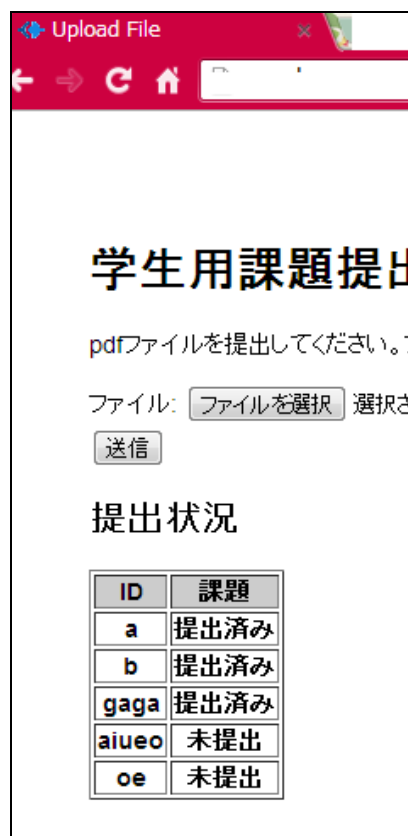 Upload File
学生用課題提出
pdfファイルを提出してください。
ファイル: ファイルを選択 選択さ
送信
提出状況
ID 課題
a 提出済み
b 提出済み
gaga 提出済み
aiueo 未提出
oe 未提出